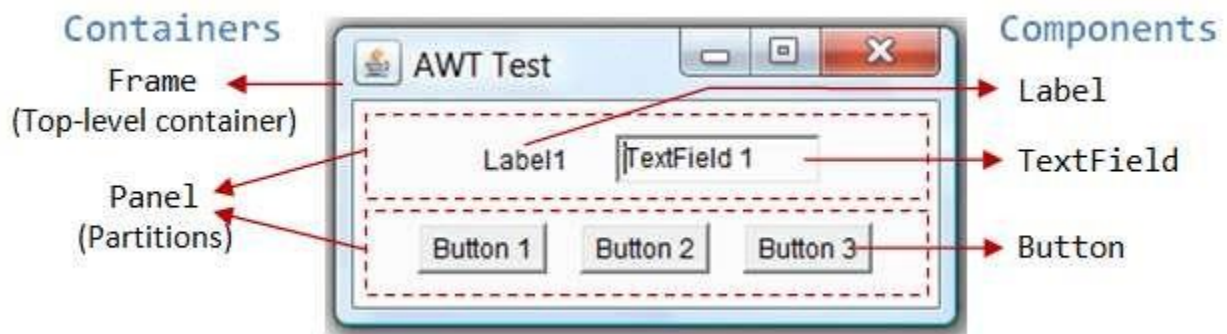 Containers
Components
AWT Test
Frame
(Top-level container)
Label
Label1
TextField 1
TextField
Panel
(Partitions)
Button 1
Button 2
Button 3
Button